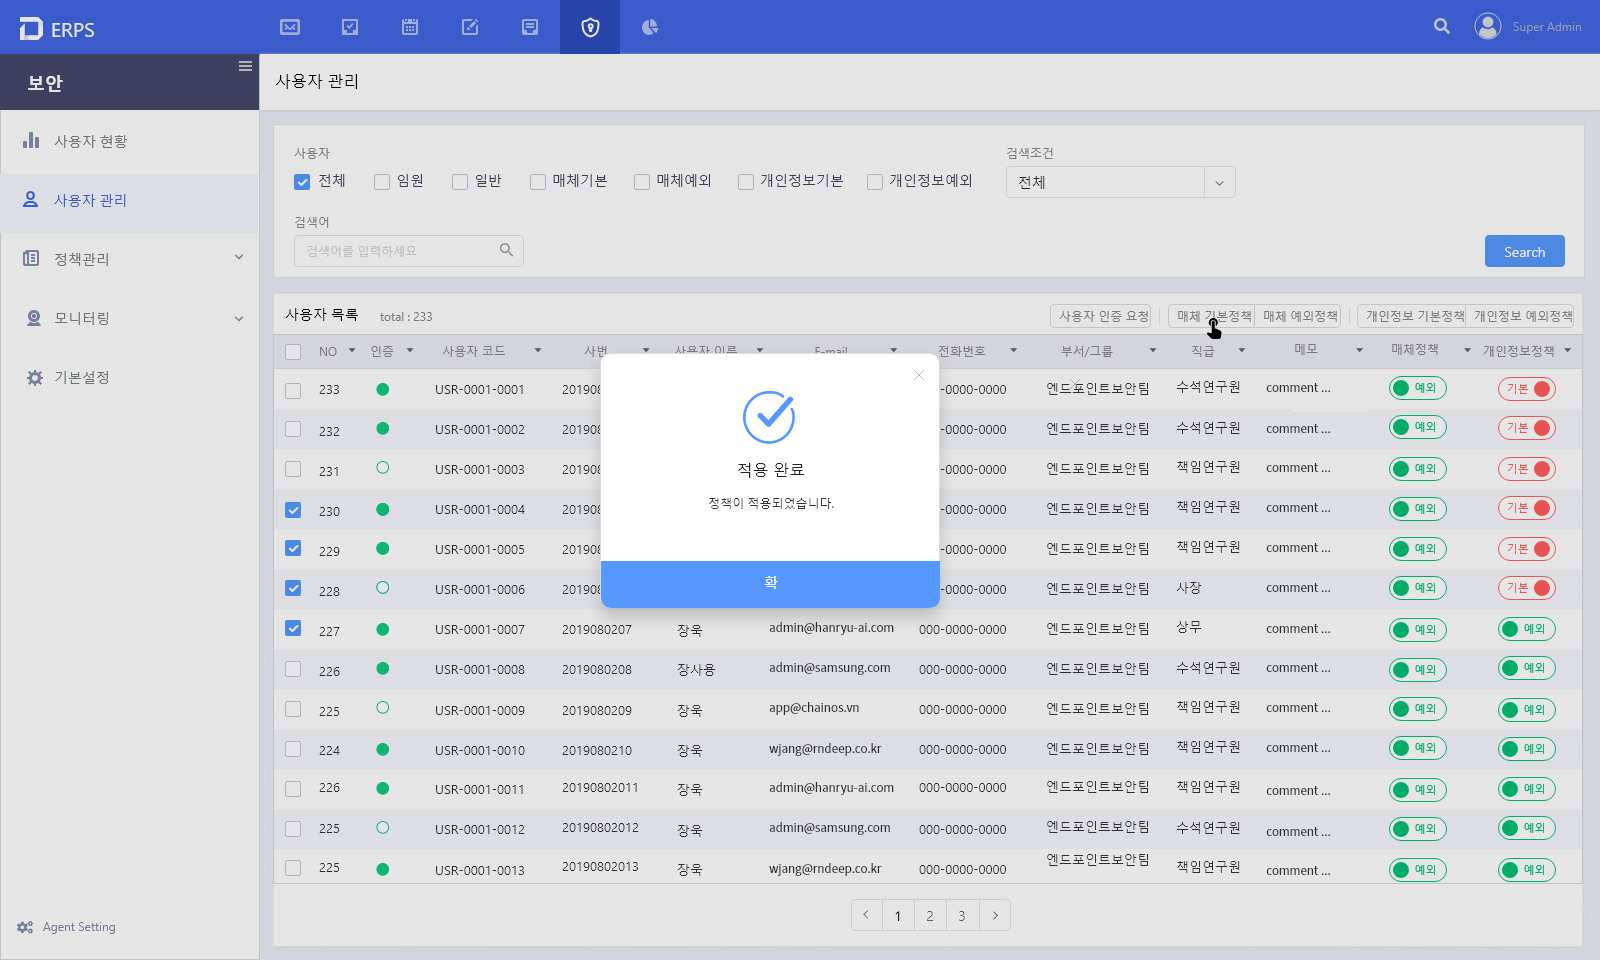 ERPS
Super Admin
보안
사용자 관리
사용자 현황
사용자 관리
정책관리
모니터링
기본설정
Agent Setting
사용자
검색조건
전체 임원 일반 매체기본 매체예외 개인정보기본 개인정보예외
전체
검색어
검색어를 입력하세요
Search
사용자 목록 total : 233
사용자 인증 요청 매체 기본정책 매체 예외정책 개인정보 기본정책 개인정보 예외정책
NO 인증 사용자 코드 사번 사용자 이름 E-mail 전화번호 부서/그룹 직급 메모 매체정책 개인정보정책
233 USR-0001-0001 201908 -0000-0000 엔드포인트보안팀 수석연구원 comment ... 예외 기본
232 USR-0001-0002 201908 -0000-0000 엔드포인트보안팀 수석연구원 comment ... 예외 기본
231 USR-0001-0003 201908 -0000-0000 엔드포인트보안팀 책임연구원 comment ... 예외 기본
230 USR-0001-0004 201908 -0000-0000 엔드포인트보안팀 책임연구원 comment ... 예외 기본
229 USR-0001-0005 201908 -0000-0000 엔드포인트보안팀 책임연구원 comment ... 예외 기본
228 USR-0001-0006 201908 -0000-0000 엔드포인트보안팀 사장 comment ... 예외 기본
227 USR-0001-0007 2019080207 장욱 admin@hanryu-ai.com 000-0000-0000 엔드포인트보안팀 상무 comment ... 예외 예외
226 USR-0001-0008 2019080208 장사용 admin@samsung.com 000-0000-0000 엔드포인트보안팀 수석연구원 comment ... 예외 예외
225 USR-0001-0009 2019080209 장욱 app@chainos.vn 000-0000-0000 엔드포인트보안팀 책임연구원 comment ... 예외 예외
224 USR-0001-0010 2019080210 장욱 wjang@rndeep.co.kr 000-0000-0000 엔드포인트보안팀 책임연구원 comment ... 예외 예외
226 USR-0001-0011 20190802011 장욱 admin@hanryu-ai.com 000-0000-0000 엔드포인트보안팀 책임연구원 comment ... 예외 예외
225 USR-0001-0012 20190802012 장욱 admin@samsung.com 000-0000-0000 엔드포인트보안팀 수석연구원 comment ... 예외 예외
225 USR-0001-0013 20190802013 장욱 wjang@rndeep.co.kr 000-0000-0000 엔드포인트보안팀 책임연구원 comment ... 예외 예외
적용 완료
정책이 적용되었습니다.
확
1 2 3